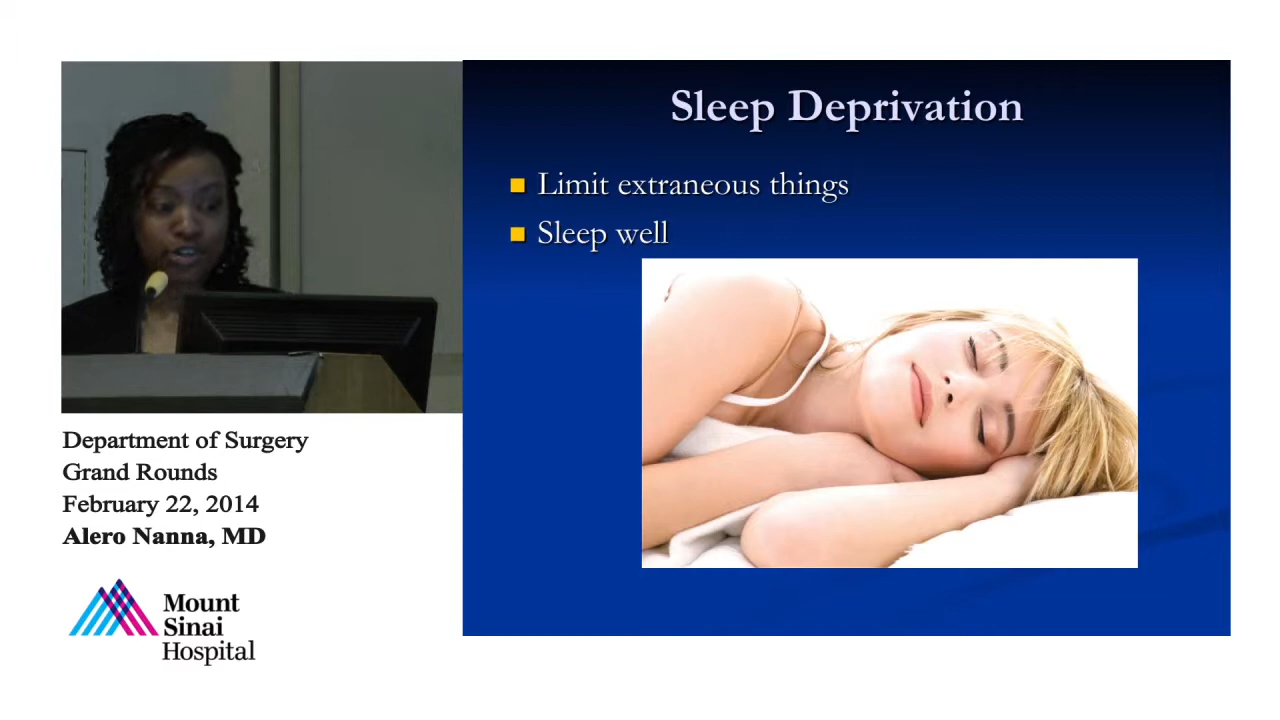 Sleep Deprivation
Limit extraneous things
Sleep well
Department of Surgery
Grand Rounds
February 22, 2014
Alero Nanna, MD
Mount
Sinai
Hospital